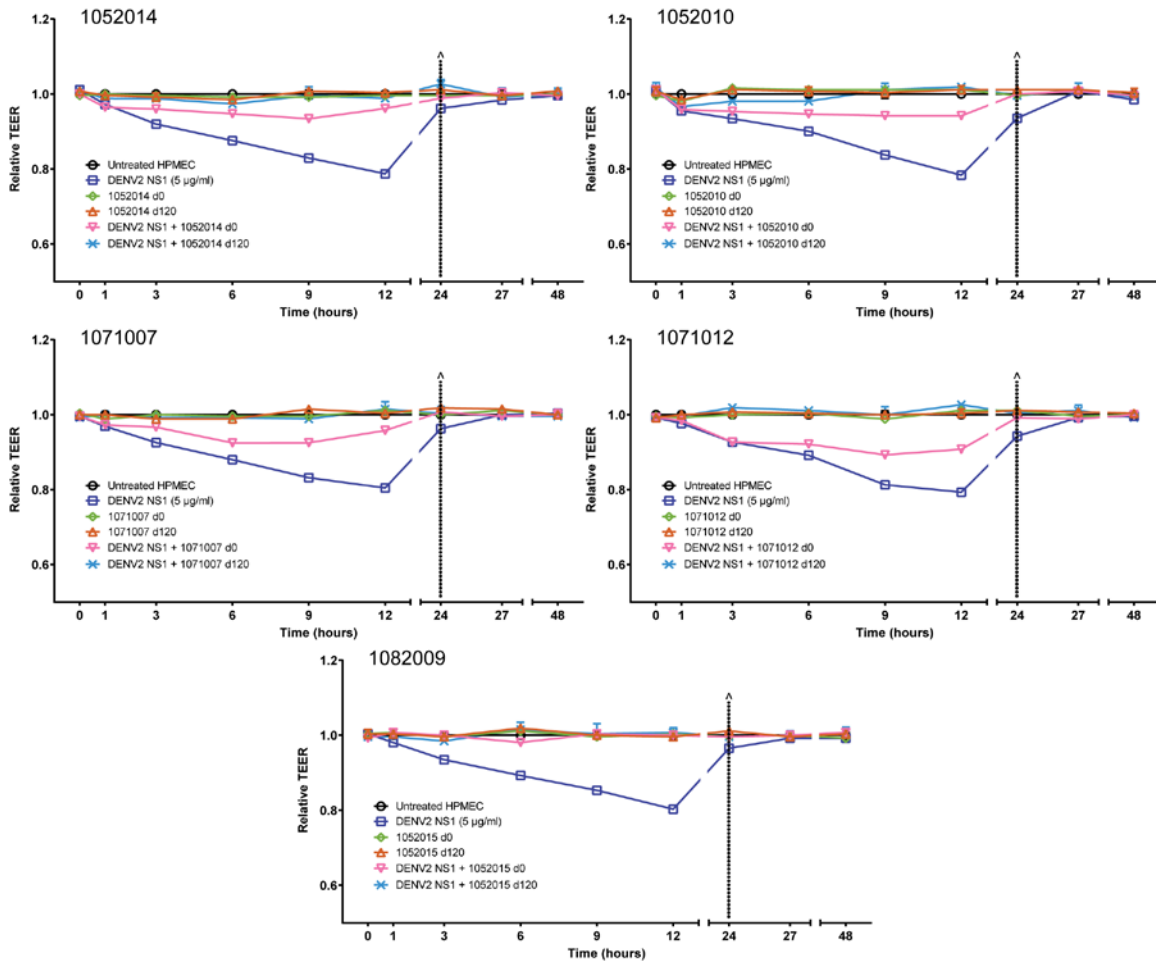 1052014
1.2
1.0
0.8
0.6
Relative TEER
Untreated HPMEC
DENV2 NS1 (5 µg/ml)
1052014 d0
1052014 d120
DENV2 NS1 + 1052014 d0
DENV2 NS1 + 1052014 d120
^
0 1 3 6 9 12 24 27 48
Time (hours)
1052010
1.2
1.0
0.8
0.6
Relative TEER
Untreated HPMEC
DENV2 NS1 (5 µg/ml)
1052010 d0
1052010 d120
DENV2 NS1 + 1052010 d0
DENV2 NS1 + 1052010 d120
^
0 1 3 6 9 12 24 27 48
Time (hours)
1071007
1.2
1.0
0.8
0.6
Relative TEER
Untreated HPMEC
DENV2 NS1 (5 µg/ml)
1071007 d0
1071007 d120
DENV2 NS1 + 1071007 d0
DENV2 NS1 + 1071007 d120
^
0 1 3 6 9 12 24 27 48
Time (hours)
1071012
1.2
1.0
0.8
0.6
Relative TEER
Untreated HPMEC
DENV2 NS1 (5 µg/ml)
1071012 d0
1071012 d120
DENV2 NS1 + 1071012 d0
DENV2 NS1 + 1071012 d120
^
0 1 3 6 9 12 24 27 48
Time (hours)
1082009
1.2
1.0
0.8
0.6
Relative TEER
Untreated HPMEC
DENV2 NS1 (5 µg/ml)
1052015 d0
1052015 d120
DENV2 NS1 + 1052015 d0
DENV2 NS1 + 1052015 d120
^
0 1 3 6 9 12 24 27 48
Time (hours)